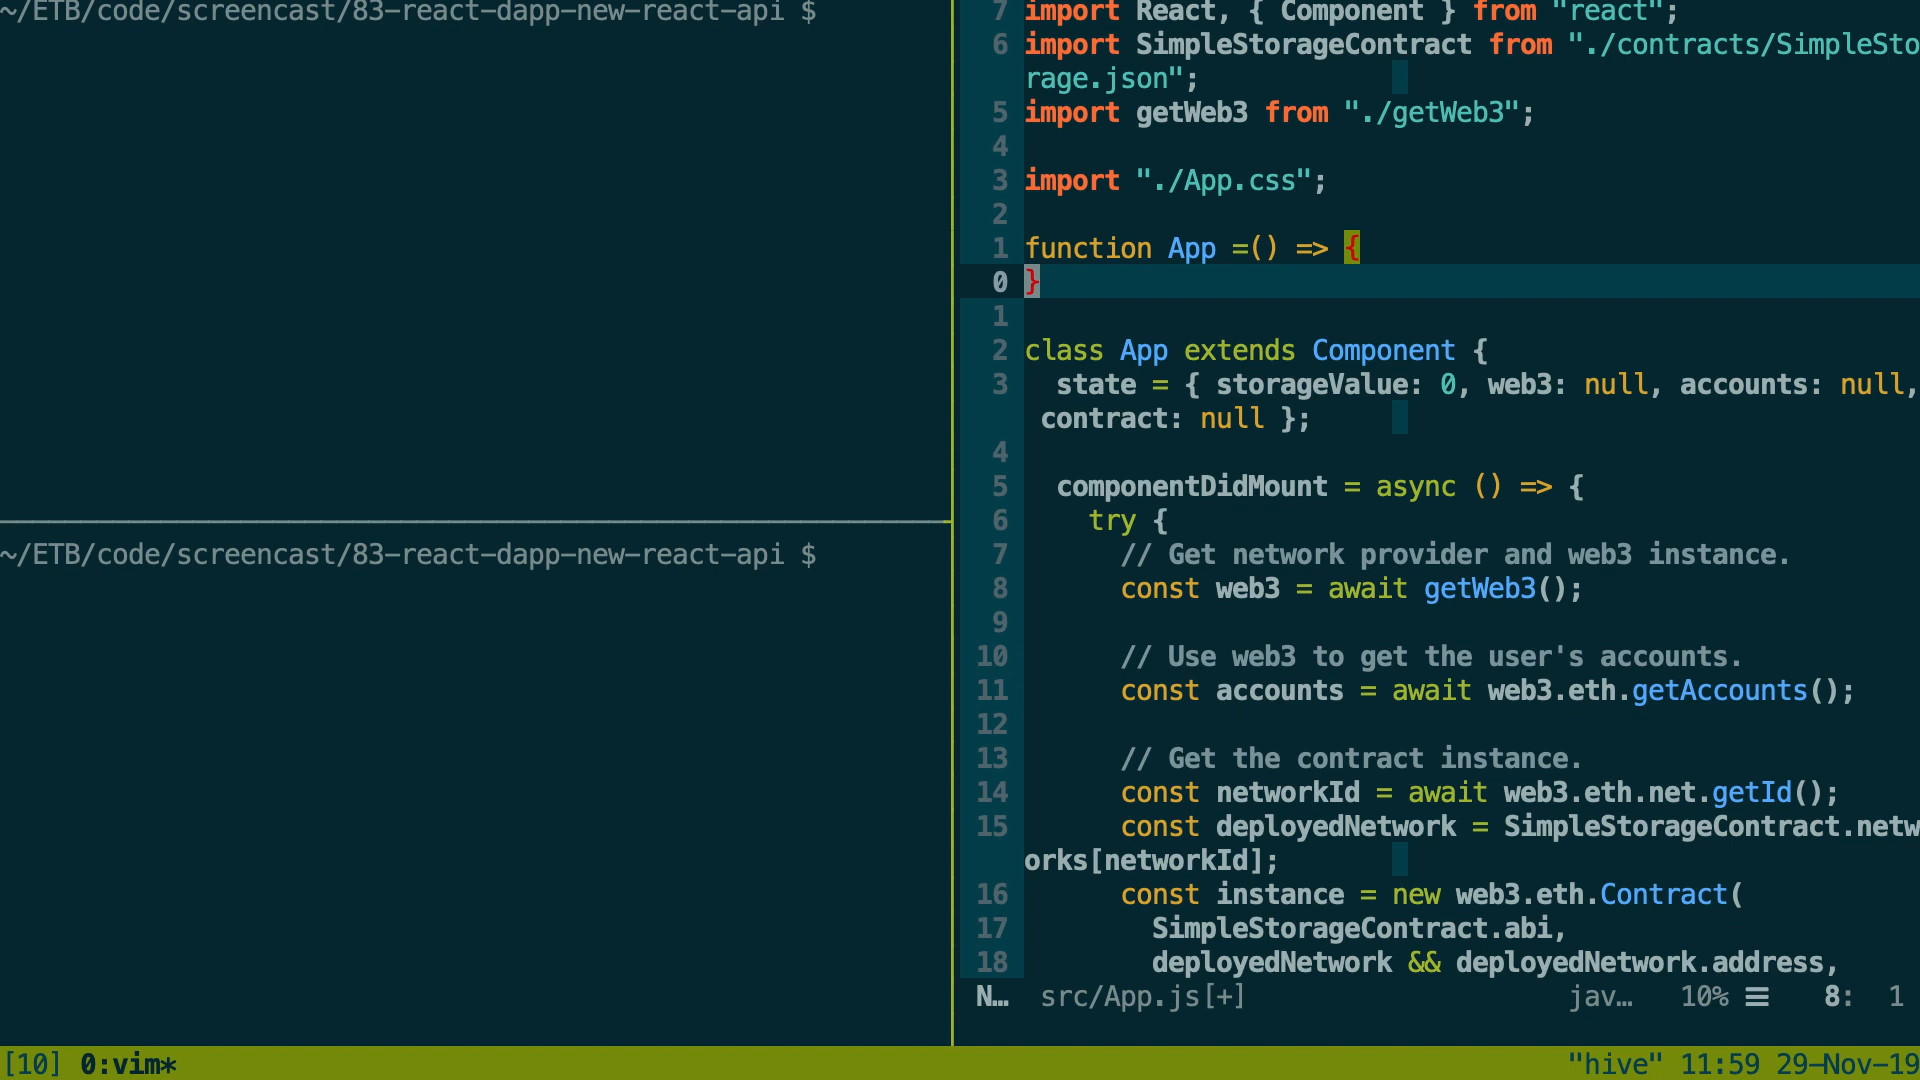 ~/ETB/code/screencast/83-react-dapp-new-react-api $
~/ETB/code/screencast/83-react-dapp-new-react-api $
7 import React, { Component } from "react";
6 import SimpleStorageContract from "./contracts/SimpleSto
rage.json";
5 import getWeb3 from "./getWeb3";
4
3 import "./App.css";
2
1 function App =() => {
0 }
1
2 class App extends Component {
3   state = { storageValue: 0, web3: null, accounts: null,
 contract: null };
4
5   componentDidMount = async () => {
6     try {
7       // Get network provider and web3 instance.
8       const web3 = await getWeb3();
9
10       // Use web3 to get the user's accounts.
11       const accounts = await web3.eth.getAccounts();
12
13       // Get the contract instance.
14       const networkId = await web3.eth.net.getId();
15       const deployedNetwork = SimpleStorageContract.netw
orks[networkId];
16       const instance = new web3.eth.Contract(
17         SimpleStorageContract.abi,
18         deployedNetwork && deployedNetwork.address,
N… src/App.js[+] jav… 10% ☰ 8: 1
[10] 0:vim* "hive" 11:59 29-Nov-19